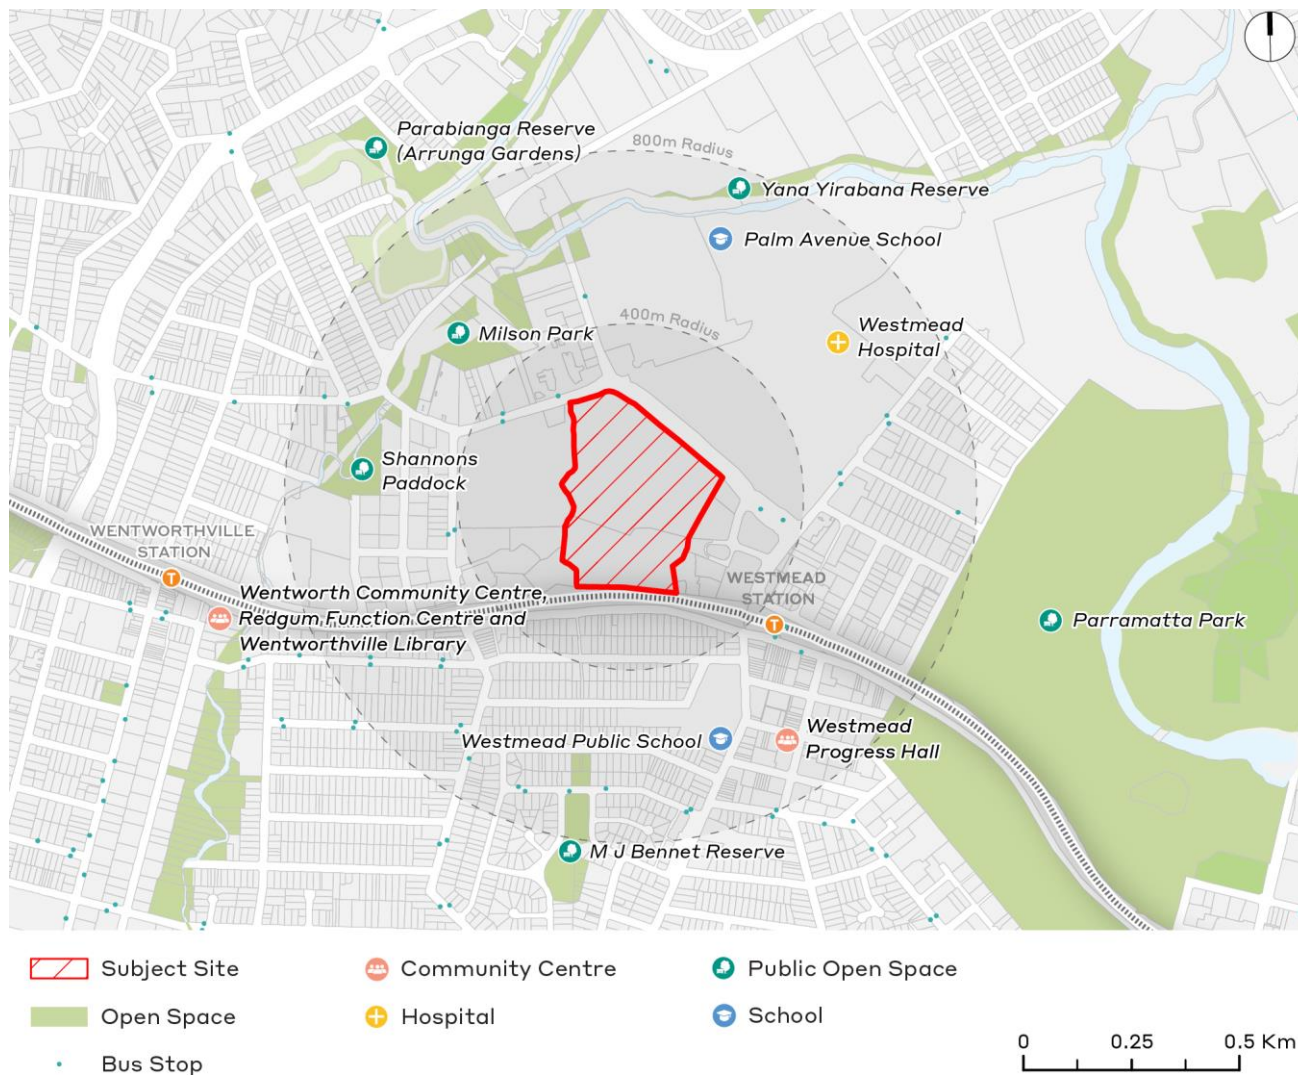 Parabianga Reserve
(Arrunga Gardens)
800m Radius
Yana Yirabana Reserve
Palm Avenue School
400m Radius
Milson Park
Westmead
Hospital
Shannons
Paddock
WENTWORTHVILLE
STATION
WESTMEAD
STATION
T
T
Wentworth Community Centre,
Redgum Function Centre and
Wentworthville Library
Parramatta Park
Westmead Public School
Westmead
Progress Hall
M J Bennet Reserve
Subject Site
Community Centre
Public Open Space
Open Space
Hospital
School
Bus Stop
0 0.25 0.5 Km